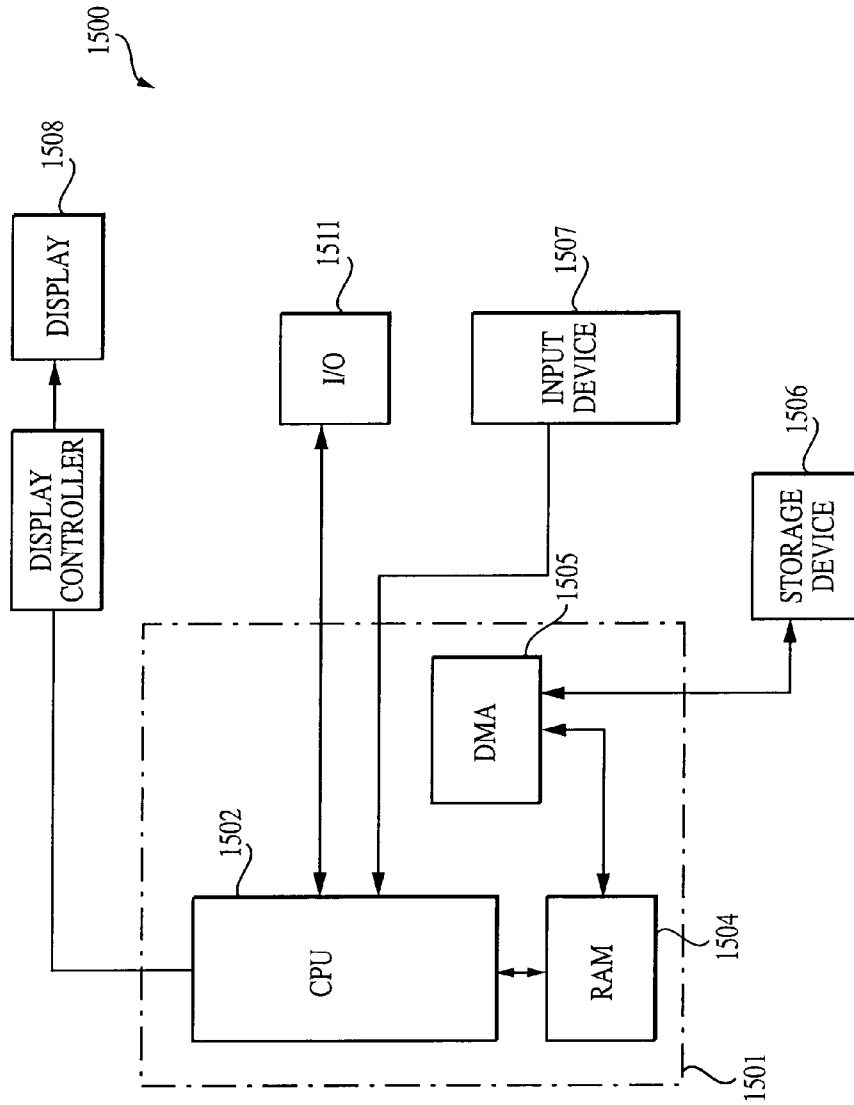 1500
1508
DISPLAY
DISPLAY
CONTROLLER
1511
I/O
1507
INPUT
DEVICE
1506
STORAGE
DEVICE
1505
DMA
1502
CPU
1504
RAM
1501